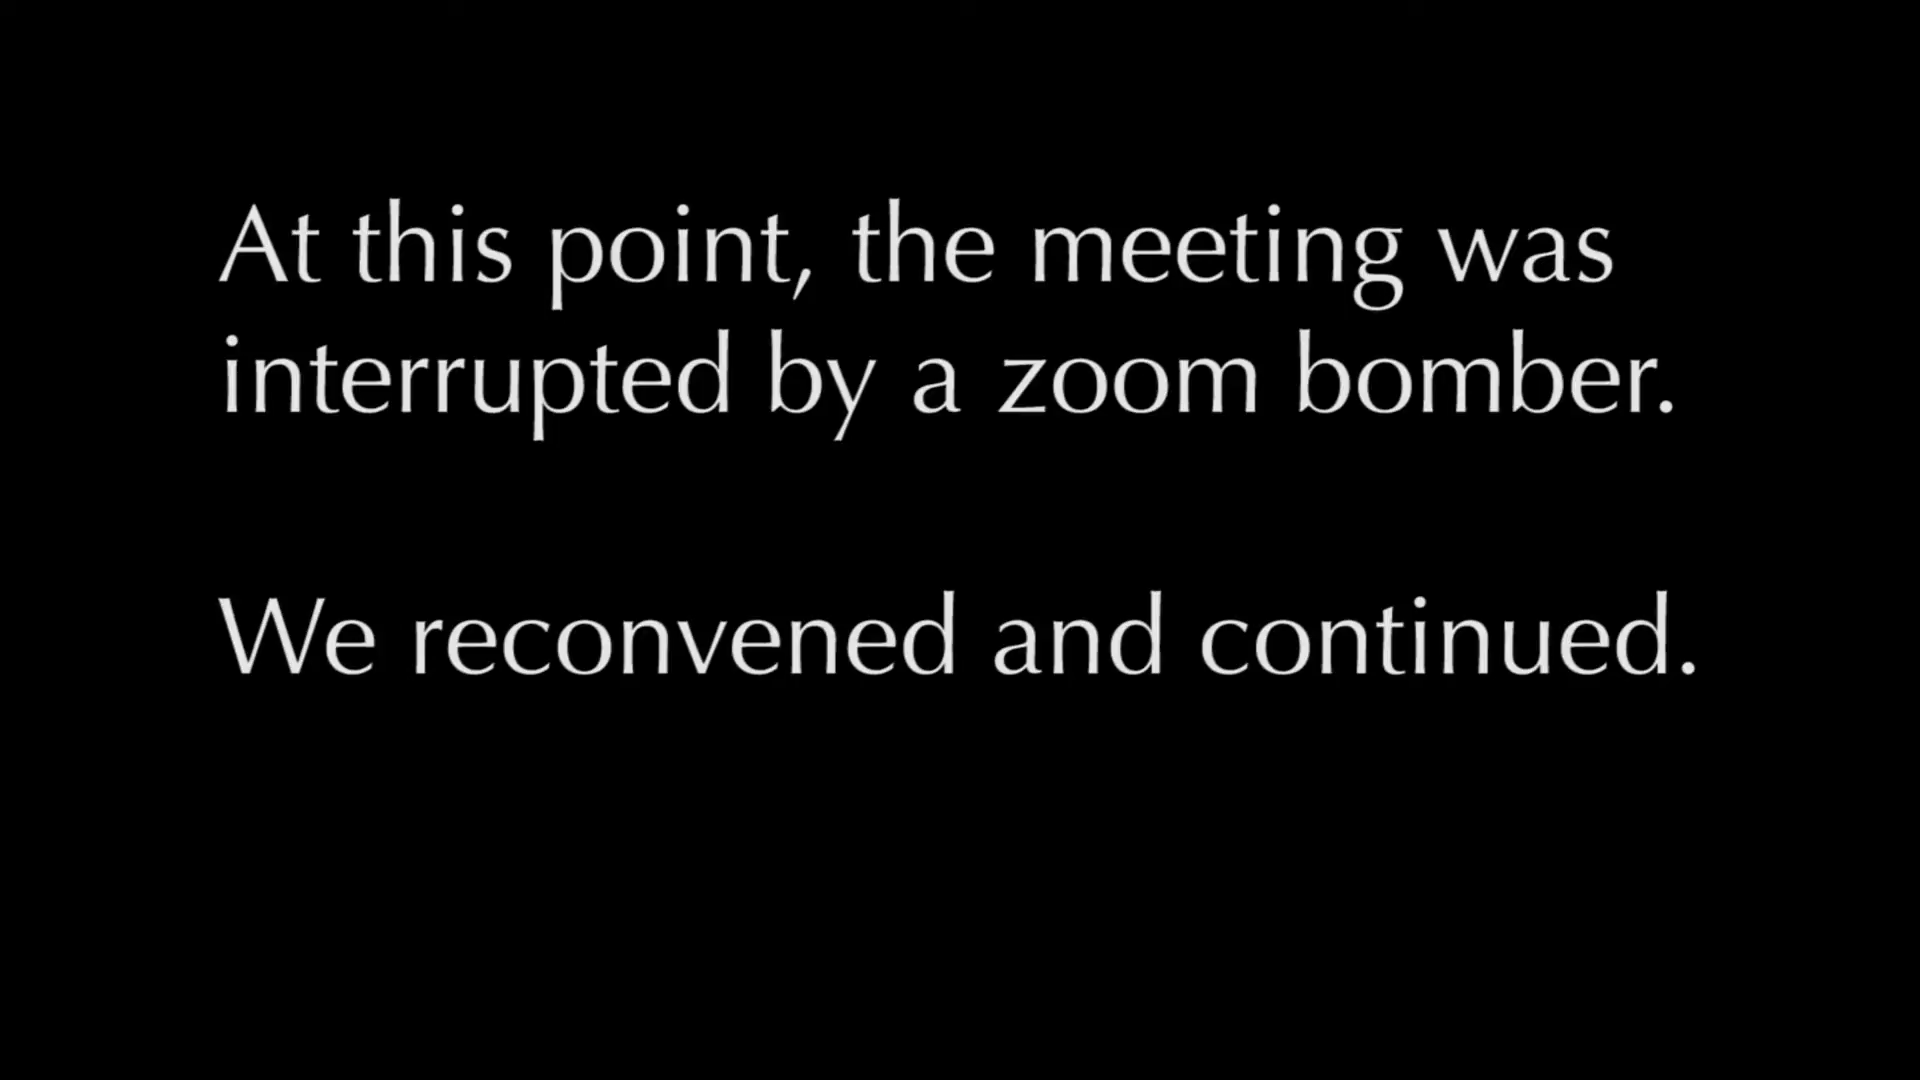 At this point, the meeting was
interrupted by a zoom bomber.
We reconvened and continued.